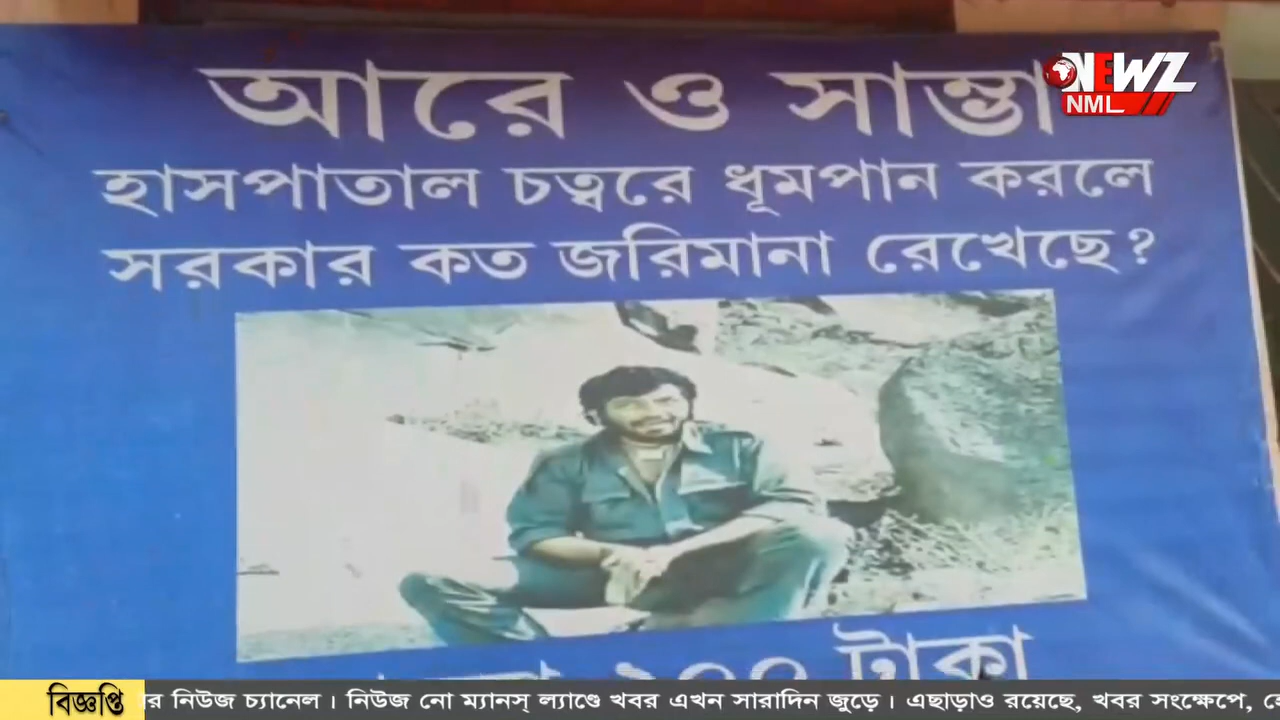 আরে ও সাম্ভা
NEWZ
NML
হাসপাতাল চত্বরে ধূমপান করলে
সরকার কত জরিমানা রেখেছে?
২০০ টাকা
বিজ্ঞপ্তি
নিউজ চ্যানেল । নিউজ নো ম্যানস্ ল্যাণ্ডে খবর এখন সারাদিন জুড়ে । এছাড়াও রয়েছে, খবর সংক্ষেপে,